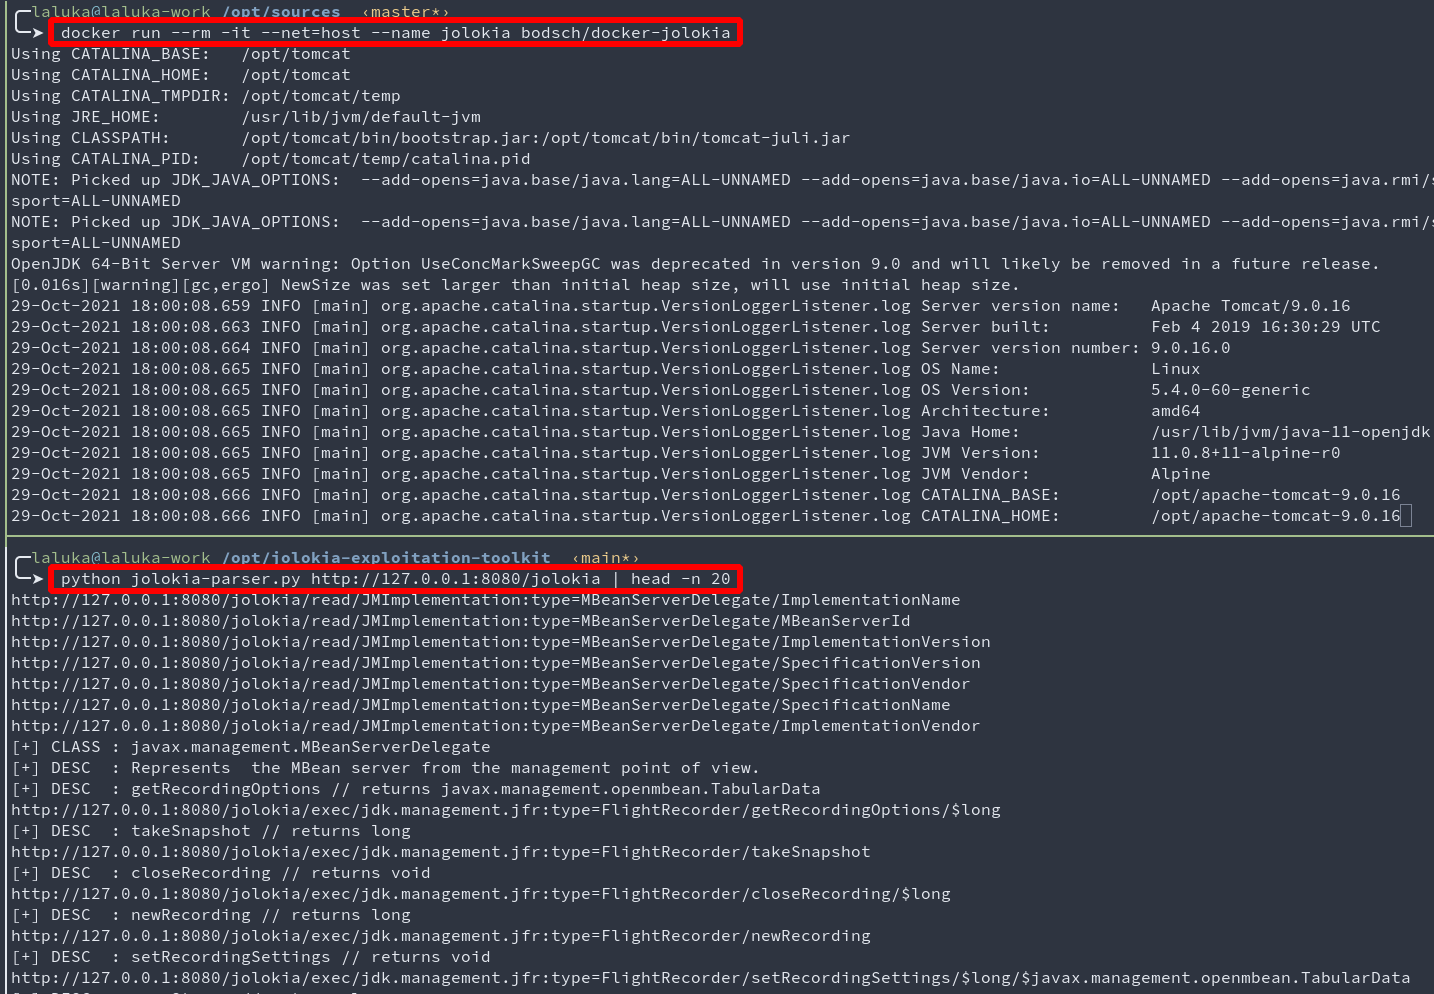 laluka@laluka-work /opt/sources ‹master*›
➤ docker run --rm -it --net=host --name jolokia bodsch/docker-jolokia
Using CATALINA_BASE:   /opt/tomcat
Using CATALINA_HOME:   /opt/tomcat
Using CATALINA_TMPDIR: /opt/tomcat/temp
Using JRE_HOME:        /usr/lib/jvm/default-jvm
Using CLASSPATH:       /opt/tomcat/bin/bootstrap.jar:/opt/tomcat/bin/tomcat-juli.jar
Using CATALINA_PID:    /opt/tomcat/temp/catalina.pid
NOTE: Picked up JDK_JAVA_OPTIONS:  --add-opens=java.base/java.lang=ALL-UNNAMED --add-opens=java.base/java.io=ALL-UNNAMED --add-opens=java.rmi/s
sport=ALL-UNNAMED
NOTE: Picked up JDK_JAVA_OPTIONS:  --add-opens=java.base/java.lang=ALL-UNNAMED --add-opens=java.base/java.io=ALL-UNNAMED --add-opens=java.rmi/s
sport=ALL-UNNAMED
OpenJDK 64-Bit Server VM warning: Option UseConcMarkSweepGC was deprecated in version 9.0 and will likely be removed in a future release.
[0.016s][warning][gc,ergo] NewSize was set larger than initial heap size, will use initial heap size.
29-Oct-2021 18:00:08.659 INFO [main] org.apache.catalina.startup.VersionLoggerListener.log Server version name:   Apache Tomcat/9.0.16
29-Oct-2021 18:00:08.663 INFO [main] org.apache.catalina.startup.VersionLoggerListener.log Server built:          Feb 4 2019 16:30:29 UTC
29-Oct-2021 18:00:08.664 INFO [main] org.apache.catalina.startup.VersionLoggerListener.log Server version number: 9.0.16.0
29-Oct-2021 18:00:08.665 INFO [main] org.apache.catalina.startup.VersionLoggerListener.log OS Name:               Linux
29-Oct-2021 18:00:08.665 INFO [main] org.apache.catalina.startup.VersionLoggerListener.log OS Version:            5.4.0-60-generic
29-Oct-2021 18:00:08.665 INFO [main] org.apache.catalina.startup.VersionLoggerListener.log Architecture:          amd64
29-Oct-2021 18:00:08.665 INFO [main] org.apache.catalina.startup.VersionLoggerListener.log Java Home:             /usr/lib/jvm/java-11-openjdk
29-Oct-2021 18:00:08.665 INFO [main] org.apache.catalina.startup.VersionLoggerListener.log JVM Version:           11.0.8+11-alpine-r0
29-Oct-2021 18:00:08.665 INFO [main] org.apache.catalina.startup.VersionLoggerListener.log JVM Vendor:            Alpine
29-Oct-2021 18:00:08.666 INFO [main] org.apache.catalina.startup.VersionLoggerListener.log CATALINA_BASE:         /opt/apache-tomcat-9.0.16
29-Oct-2021 18:00:08.666 INFO [main] org.apache.catalina.startup.VersionLoggerListener.log CATALINA_HOME:         /opt/apache-tomcat-9.0.16
laluka@laluka-work /opt/jolokia-exploitation-toolkit ‹main*›
➤ python jolokia-parser.py http://127.0.0.1:8080/jolokia | head -n 20
http://127.0.0.1:8080/jolokia/read/JMImplementation:type=MBeanServerDelegate/ImplementationName
http://127.0.0.1:8080/jolokia/read/JMImplementation:type=MBeanServerDelegate/MBeanServerId
http://127.0.0.1:8080/jolokia/read/JMImplementation:type=MBeanServerDelegate/ImplementationVersion
http://127.0.0.1:8080/jolokia/read/JMImplementation:type=MBeanServerDelegate/SpecificationVersion
http://127.0.0.1:8080/jolokia/read/JMImplementation:type=MBeanServerDelegate/SpecificationVendor
http://127.0.0.1:8080/jolokia/read/JMImplementation:type=MBeanServerDelegate/SpecificationName
http://127.0.0.1:8080/jolokia/read/JMImplementation:type=MBeanServerDelegate/ImplementationVendor
[+] CLASS : javax.management.MBeanServerDelegate
[+] DESC  : Represents  the MBean server from the management point of view.
[+] DESC  : getRecordingOptions // returns javax.management.openmbean.TabularData
http://127.0.0.1:8080/jolokia/exec/jdk.management.jfr:type=FlightRecorder/getRecordingOptions/$long
[+] DESC  : takeSnapshot // returns long
http://127.0.0.1:8080/jolokia/exec/jdk.management.jfr:type=FlightRecorder/takeSnapshot
[+] DESC  : closeRecording // returns void
http://127.0.0.1:8080/jolokia/exec/jdk.management.jfr:type=FlightRecorder/closeRecording/$long
[+] DESC  : newRecording // returns long
http://127.0.0.1:8080/jolokia/exec/jdk.management.jfr:type=FlightRecorder/newRecording
[+] DESC  : setRecordingSettings // returns void
http://127.0.0.1:8080/jolokia/exec/jdk.management.jfr:type=FlightRecorder/setRecordingSettings/$long/$javax.management.openmbean.TabularData